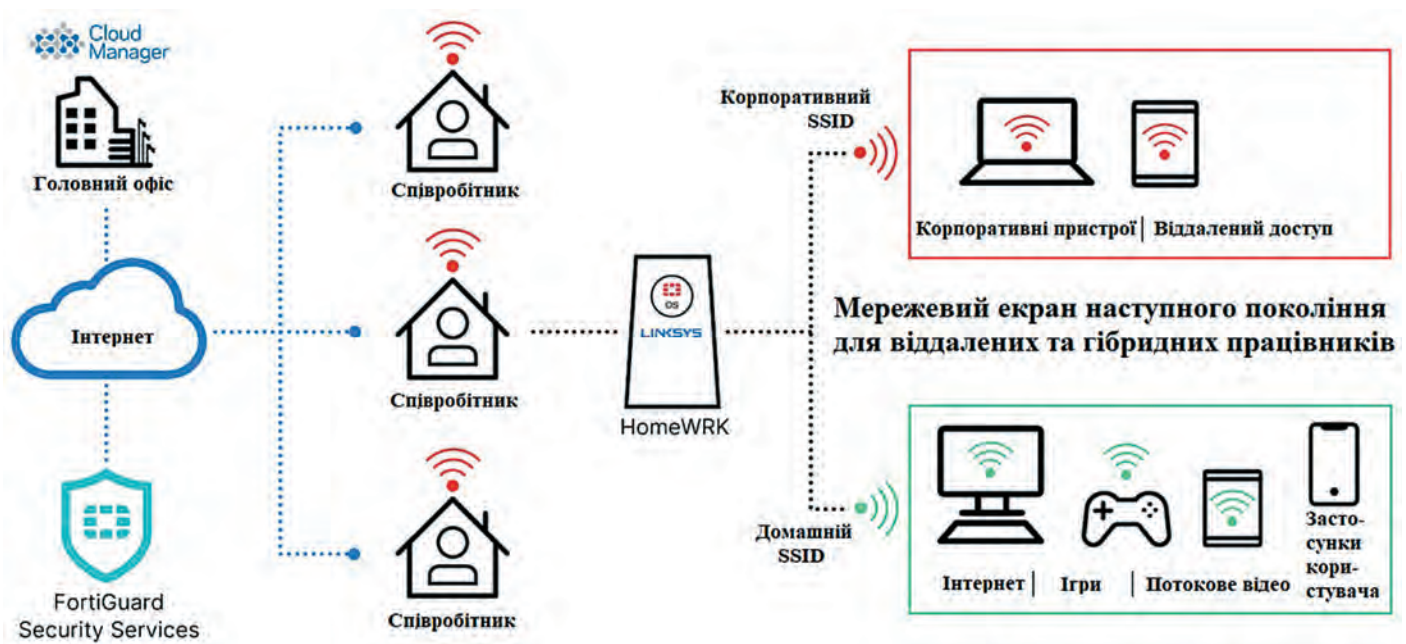 Cloud
Manager
Головний офіс
Інтернет
FortiGuard
Security Services
Співробітник
Співробітник
Співробітник
OS
LINKSYS
HomeWRK
Корпоративний
SSID
Корпоративні пристрої | Віддалений доступ
Мережевий екран наступного покоління
для віддалених та гібридних працівників
Домашній
SSID
Інтернет | Ігри | Потокове відео
Засто-
сунки
кори-
стувача